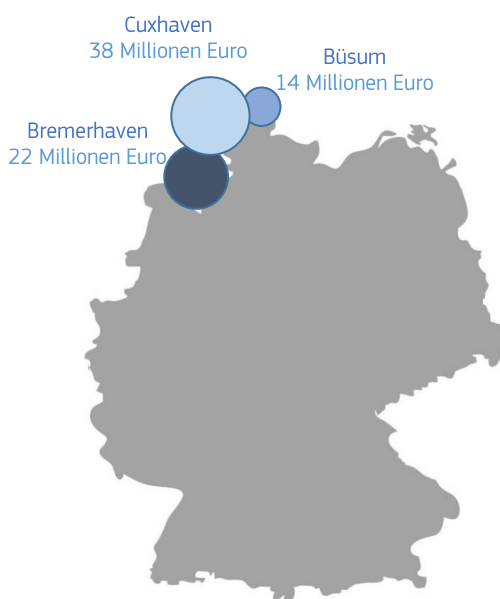 Cuxhaven
38 Millionen Euro
Büsum
14 Millionen Euro
Bremerhaven
22 Millionen Euro